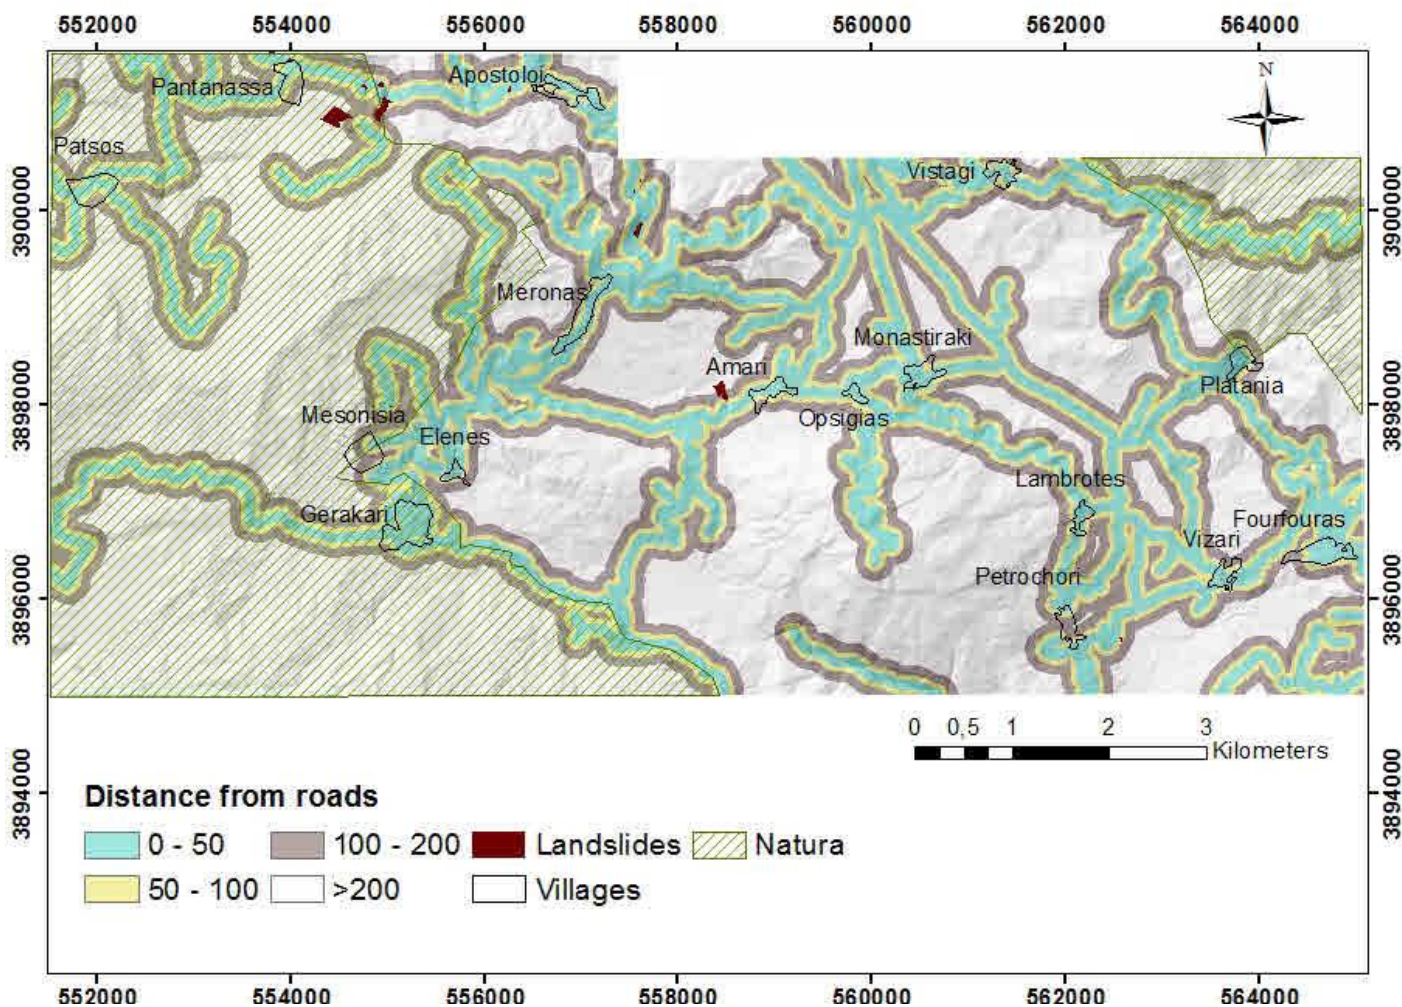 552000 554000 556000 558000 560000 562000 564000
N
Apostoloi
Pantanassa
Patsos
Vistagi
3900000 3900000
Meronas
Monastiraki
Amari
Platania
3898000 3898000
Mesonisia
Opsigias
Elenes
Lambrotes
Gerakari
Fourfouras
Vizari
Petrochori
3896000 3896000
0 0,5 1 2 3
Kilometers
3894000 3894000
Distance from roads
0 - 50 100 - 200 Landslides Natura
50 - 100 >200 Villages
552000 554000 556000 558000 560000 562000 564000